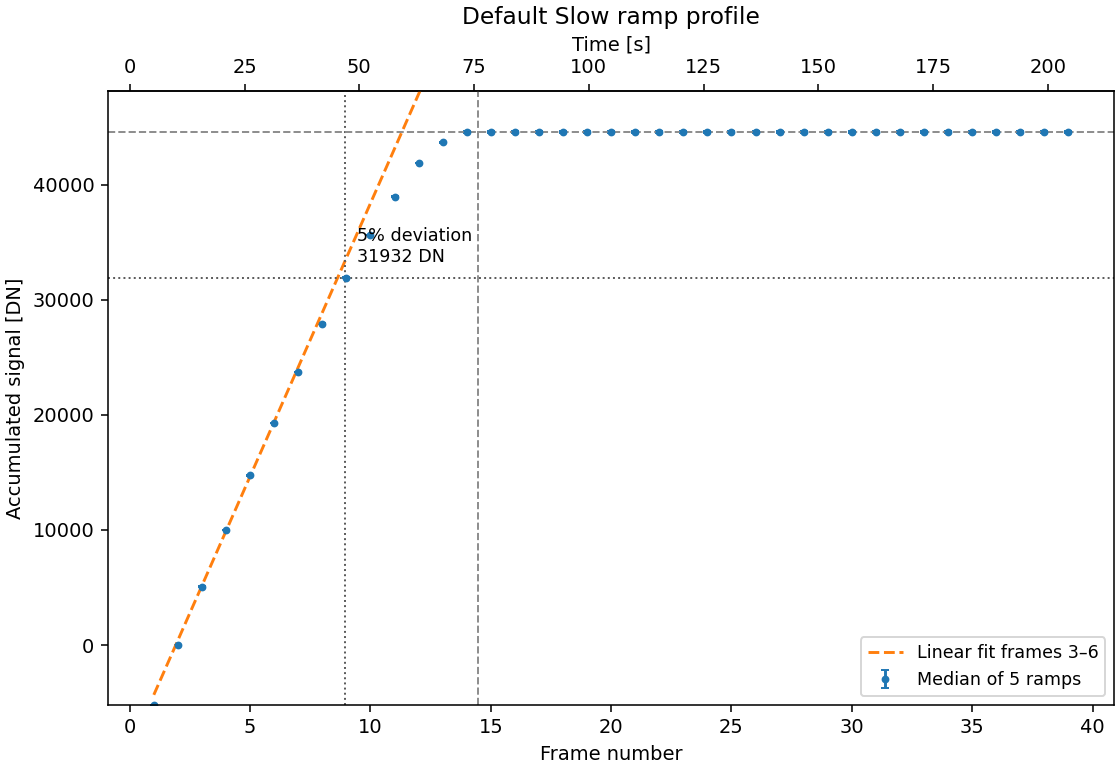 Default Slow ramp profile
Time [s]
0 25 50 75 100 125 150 175 200
Accumulated signal [DN]
40000
30000
20000
10000
0
5% deviation
31932 DN
Linear fit frames 3–6
Median of 5 ramps
0 5 10 15 20 25 30 35 40
Frame number